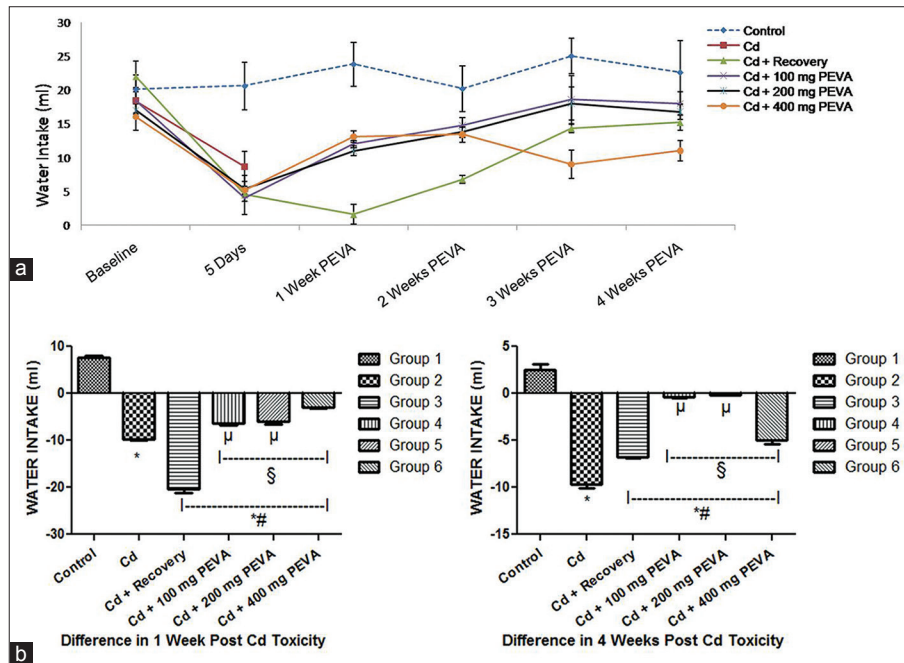 30
25
20
15
10
5
0
Water Intake (ml)
Baseline
5 Days
1 Week PEVA
2 Weeks PEVA
3 Weeks PEVA
4 Weeks PEVA
Control
Cd
Cd + Recovery
Cd + 100 mg PEVA
Cd + 200 mg PEVA
Cd + 400 mg PEVA
a
WATER INTAKE (ml)
20
10
0
-10
-20
-30
*
µ
µ
§
*#
Control
Cd
Cd + Recovery
Cd + 100 mg PEVA
Cd + 200 mg PEVA
Cd + 400 mg PEVA
Group 1
Group 2
Group 3
Group 4
Group 5
Group 6
Difference in 1 Week Post Cd Toxicity
WATER INTAKE (ml)
5
0
-5
-10
-15
*
µ
µ
§
*#
Control
Cd
Cd + Recovery
Cd + 100 mg PEVA
Cd + 200 mg PEVA
Cd + 400 mg PEVA
Group 1
Group 2
Group 3
Group 4
Group 5
Group 6
Difference in 4 Weeks Post Cd Toxicity
b